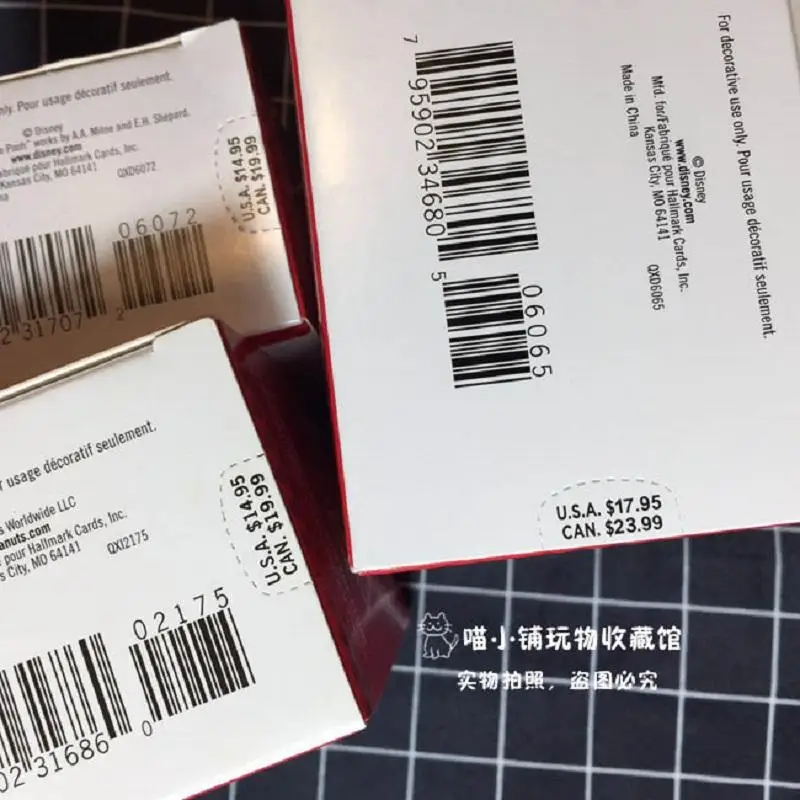 only. Pour usage décoratif seulement.
© Disney
Pooh" works by A.A. Milne and E.H. Shepard.
www.disney.com
Fabriqué pour Hallmark Cards, Inc.
Kansas City, MO 64141 QXD6072
U.S.A. $14.95
CAN. $19.99
06072
2 31707 2
For decorative use only. Pour usage décoratif seulement.
© Disney
www.disney.com
Mfd. for/Fabriqué pour Hallmark Cards, Inc.
Kansas City, MO 64141 QXD6065
Made in China
7 95902 34680 5
06065
U.S.A. $17.95
CAN. $23.99
usage décoratif seulement.
Worldwide LLC
anuts.com
pour Hallmark Cards, Inc.
City, MO 64141 QXI2175
U.S.A. $14.95
CAN. $19.99
02175
02 31686 0
喵小铺玩物收藏馆
实物拍照，盗图必究